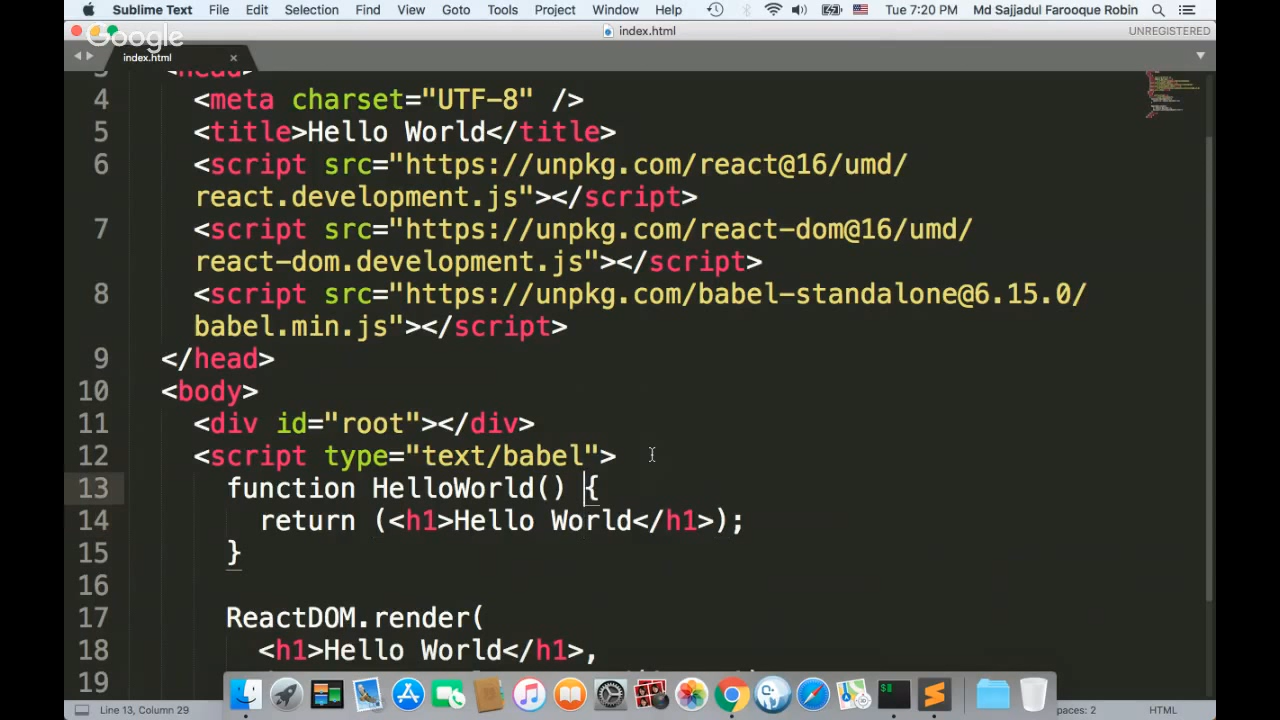 Sublime Text File Edit Selection Find View Goto Tools Project Window Help Tue 7:20 PM Md Sajjadul Farooque Robin
Google
index.html
UNREGISTERED
index.html
3 <head>
4 <meta charset="UTF-8" />
5 <title>Hello World</title>
6 <script src="https://unpkg.com/react@16/umd/
react.development.js"></script>
7 <script src="https://unpkg.com/react-dom@16/umd/
react-dom.development.js"></script>
8 <script src="https://unpkg.com/babel-standalone@6.15.0/
babel.min.js"></script>
9 </head>
10 <body>
11 <div id="root"></div>
12 <script type="text/babel">
13 function HelloWorld() {
14 return (<h1>Hello World</h1>);
15 }
16
17 ReactDOM.render(
18 <h1>Hello World</h1>,
19
Line 13, Column 29
paces: 2
HTML